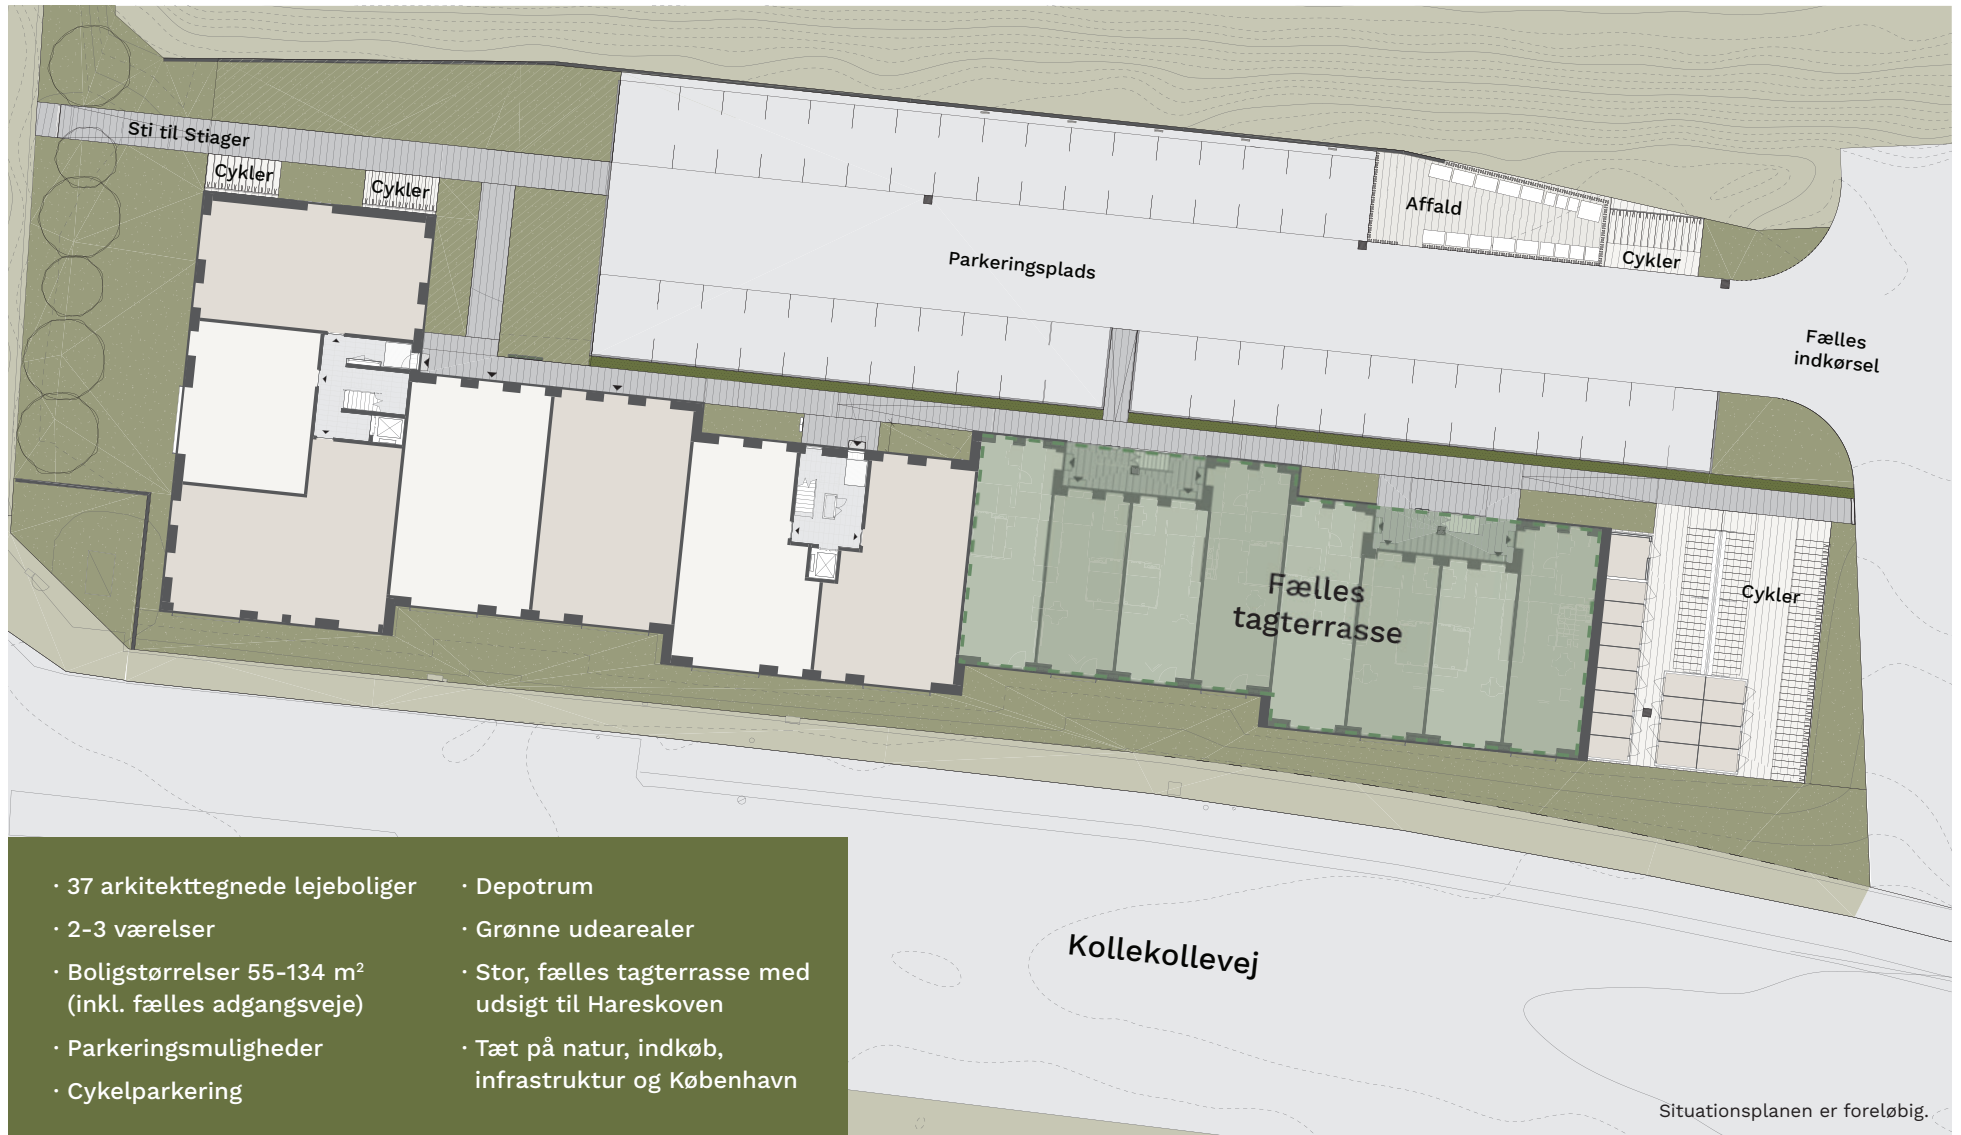 Sti til Stiager
Cykler
Cykler
Affald
Cykler
Parkeringsplads
Fælles
indkørsel
Fælles
tagterrasse
Cykler
· 37 arkitekttegnede lejeboliger
· 2-3 værelser
· Boligstørrelser 55-134 m²
(inkl. fælles adgangsveje)
· Parkeringsmuligheder
· Cykelparkering
· Depotrum
· Grønne udearealer
· Stor, fælles tagterrasse med
udsigt til Hareskoven
· Tæt på natur, indkøb,
infrastruktur og København
Kollekollevej
Situationsplanen er foreløbig.